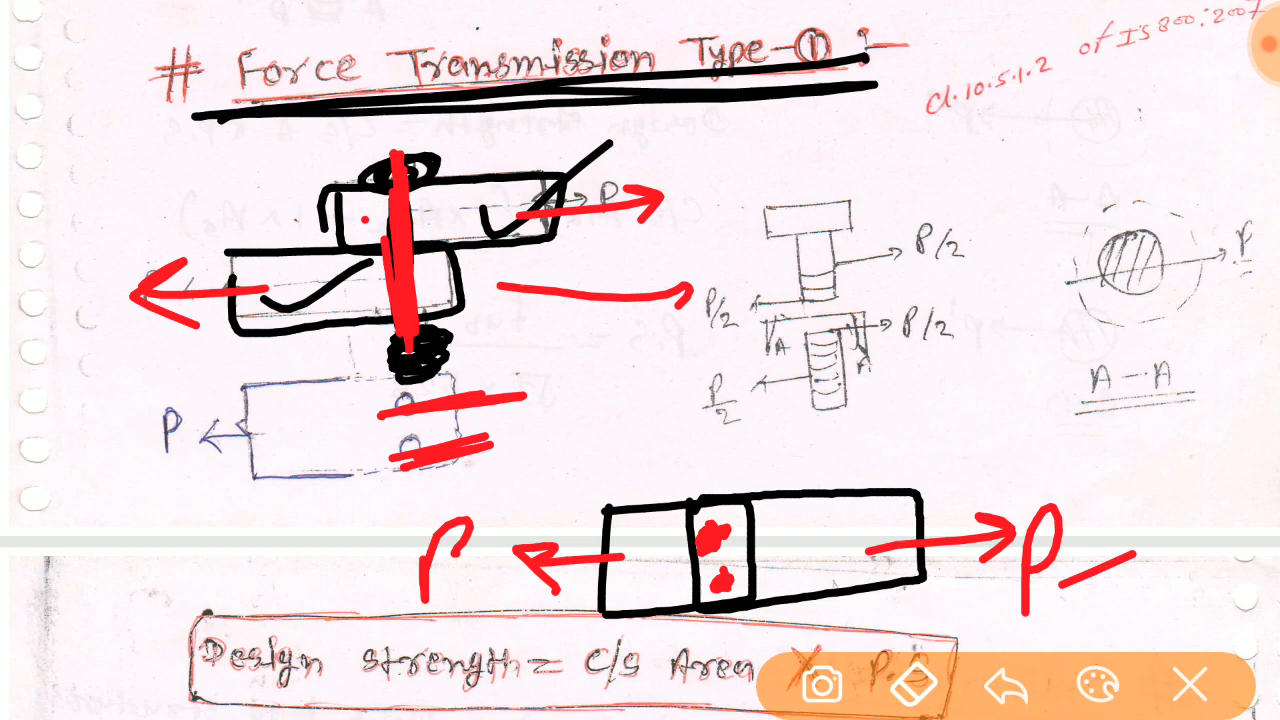 # Force Transmission Type-① :-
cl. 10.5.1.2 of IS 800:2007
P
P/2
P/2
P/2
A A
P/2
P
A - A
P
P
P
Design strength = C/S Area X P.S